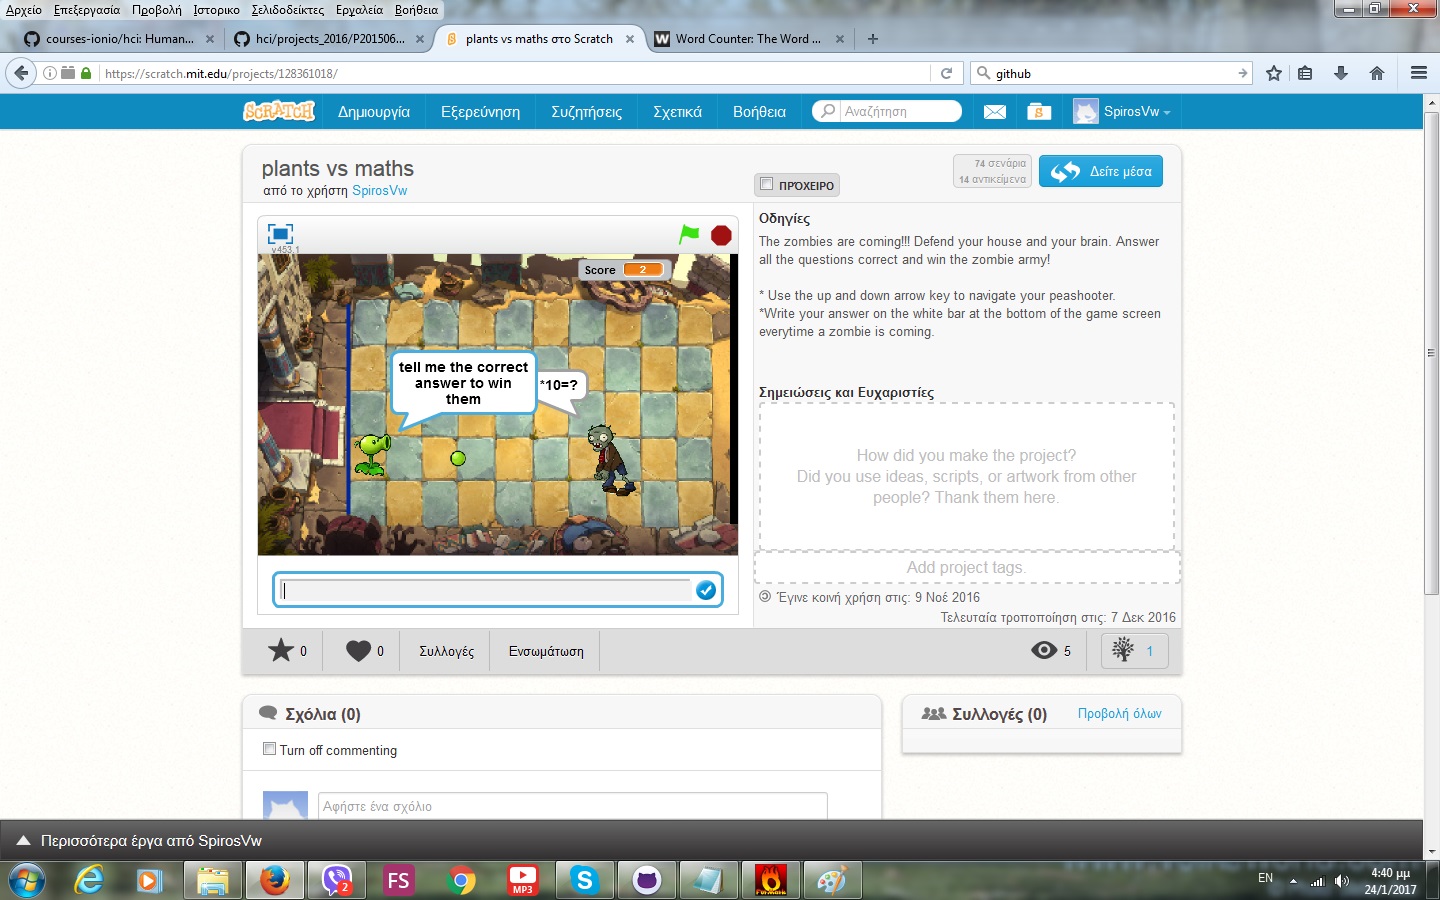 Αρχείο Επεξεργασία Προβολή Ιστορικο Σελιδοδείκτες Εργαλεία Βοήθεια
courses-ionio/hci: Human...
hci/projects_2016/P201506...
plants vs maths στο Scratch
Word Counter: The Word ...
https://scratch.mit.edu/projects/128361018/
github
SCRATCH
Δημιουργία
Εξερεύνηση
Συζητήσεις
Σχετικά
Βοήθεια
Αναζήτηση
SpirosVw
plants vs maths
από το χρήστη SpirosVw
ΠΡΌΧΕΙΡΟ
74 σενάρια
14 αντικείμενα
Δείτε μέσα
v453.1
Score 2
tell me the correct
answer to win
them
*10=?
Οδηγίες
The zombies are coming!!! Defend your house and your brain. Answer
all the questions correct and win the zombie army!
* Use the up and down arrow key to navigate your peashooter.
*Write your answer on the white bar at the bottom of the game screen
everytime a zombie is coming.
Σημειώσεις και Ευχαριστίες
How did you make the project?
Did you use ideas, scripts, or artwork from other
people? Thank them here.
Add project tags.
Έγινε κοινή χρήση στις: 9 Νοέ 2016
Τελευταία τροποποίηση στις: 7 Δεκ 2016
0
0
Συλλογές
Ενσωμάτωση
5
1
Σχόλια (0)
Turn off commenting
Αφήστε ένα σχόλιο
Συλλογές (0)
Προβολή όλων
Περισσότερα έργα από SpirosVw
2
FS
MP3
EN
4:40 μμ
24/1/2017